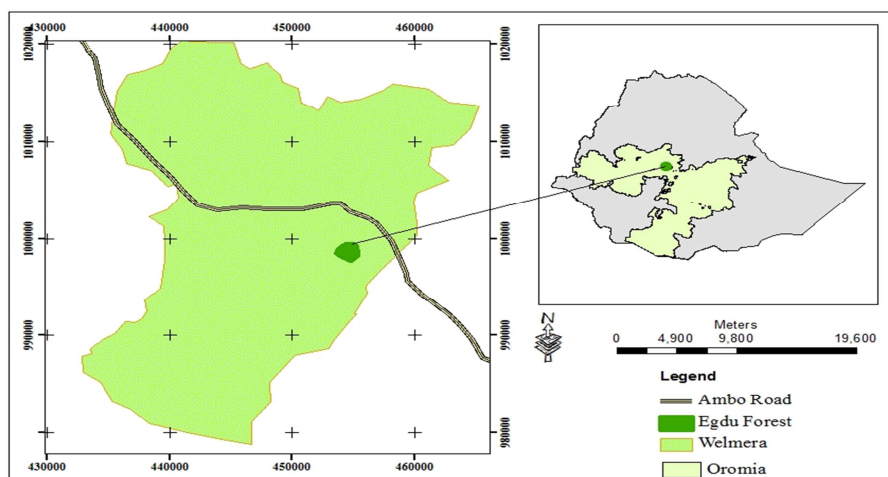 430000 440000 450000 460000
1020000 1020000
1010000 1010000
1000000 1000000
990000 990000
980000
430000 440000 450000 460000
N
Meters
0 4,900 9,800 19,600
Legend
Ambo Road
Egdu Forest
Welmera
Oromia